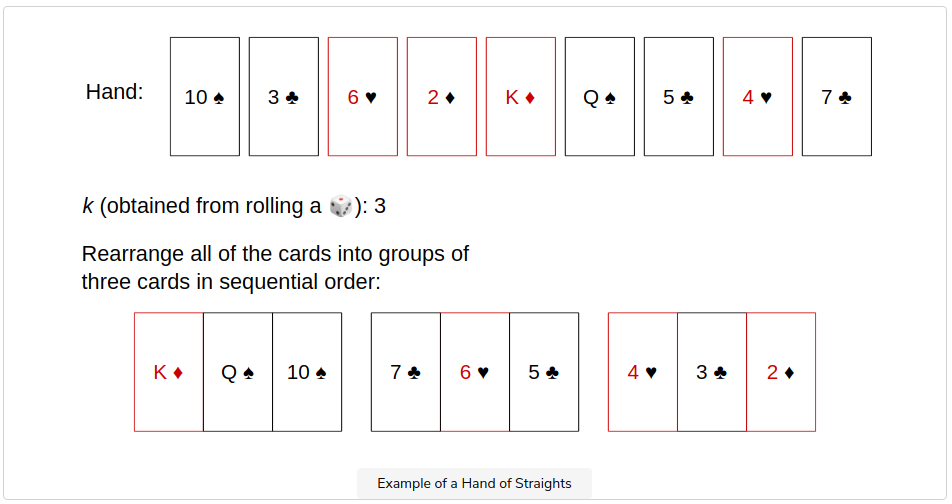 Hand: 10 ♠ 3 ♣ 6 ♥ 2 ♦ K ♦ Q ♠ 5 ♣ 4 ♥ 7 ♣
k (obtained from rolling a 🎲): 3
Rearrange all of the cards into groups of
three cards in sequential order:
K ♦ Q ♠ 10 ♠ 7 ♣ 6 ♥ 5 ♣ 4 ♥ 3 ♣ 2 ♦
Example of a Hand of Straights